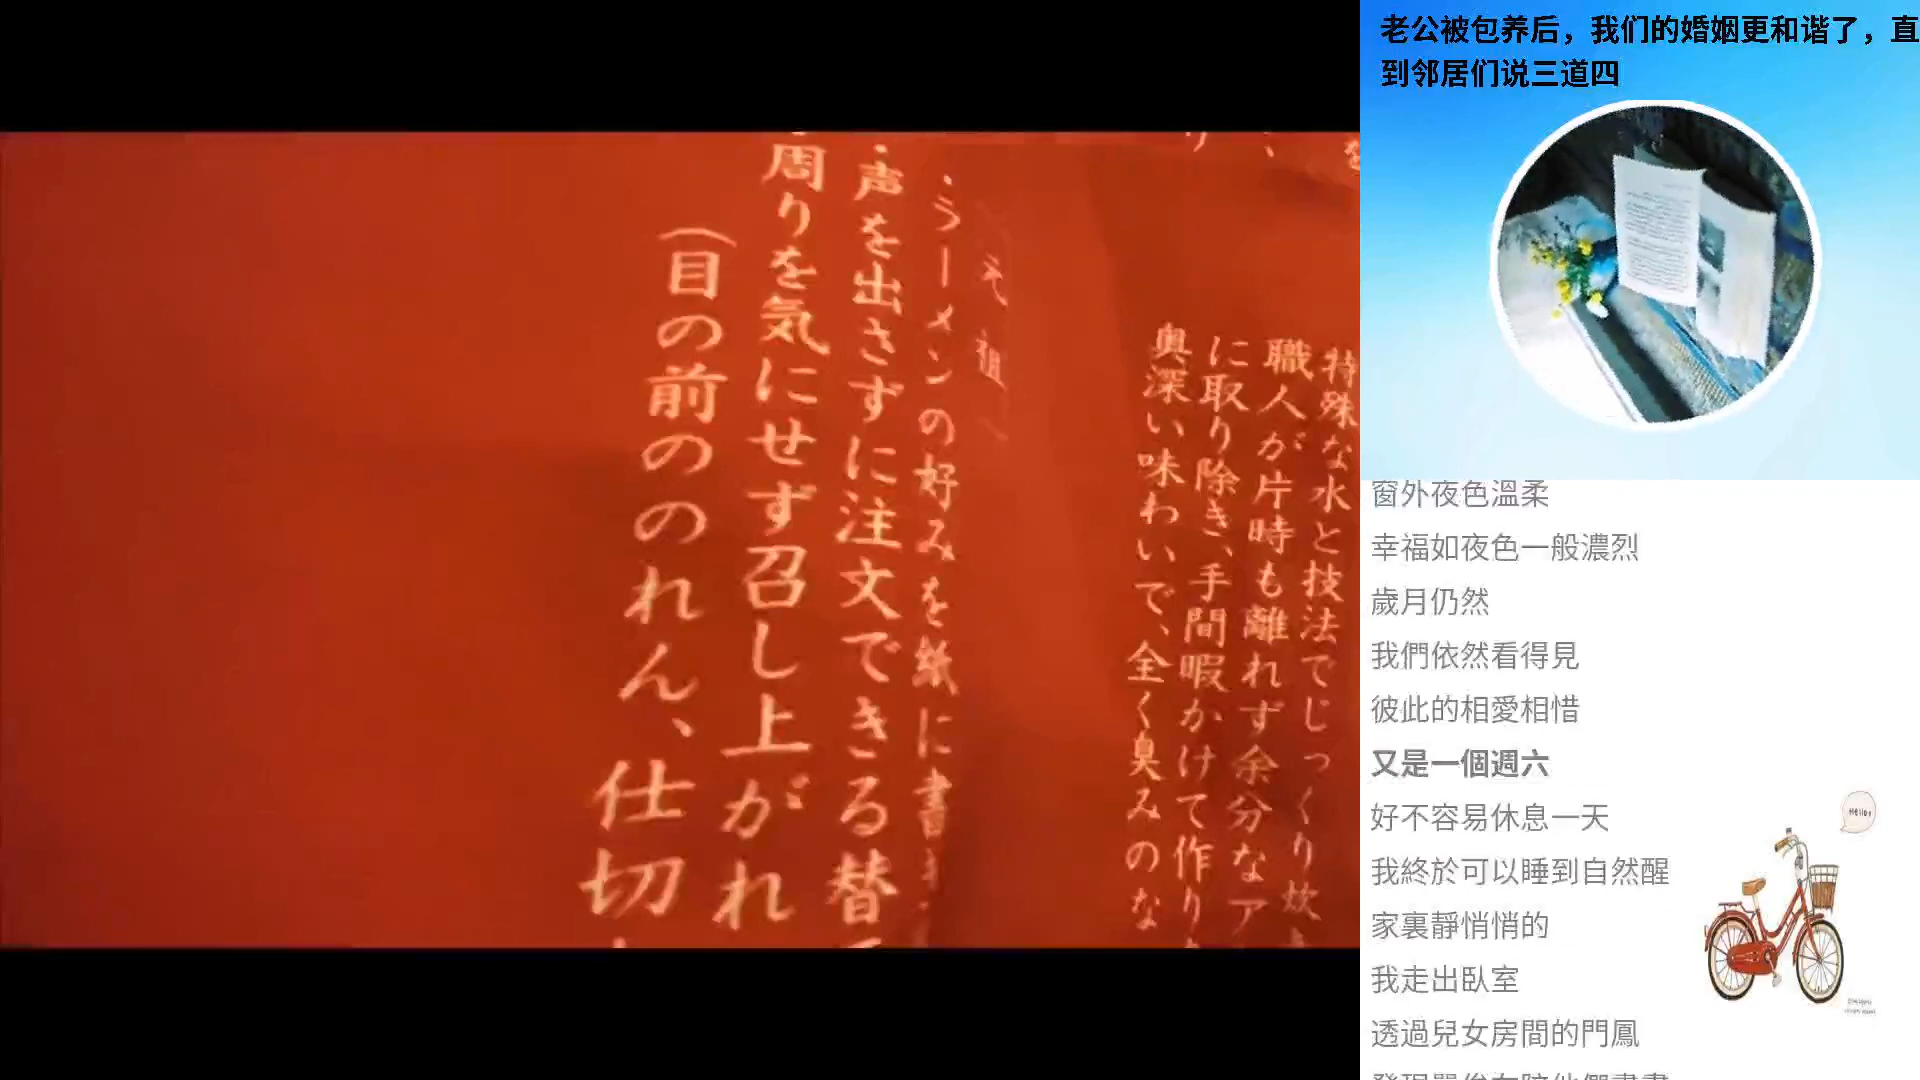 老公被包养后，我们的婚姻更和谐了，直
到邻居们说三道四
特殊な水と技法でじっくり炊
職人が片時も離れず余分なア
に取り除き、手間暇かけて作り
奥深い味わいで、全く臭みのな
元祖
ラーメンの好みを紙に書き
声を出さずに注文できる替
周りを気にせず召し上がれ
（目の前ののれん、仕切
窗外夜色溫柔
幸福如夜色一般濃烈
歲月仍然
我們依然看得見
彼此的相愛相惜
又是一個週六
好不容易休息一天
我終於可以睡到自然醒
家裏靜悄悄的
我走出臥室
透過兒女房間的門鳳
Hello!